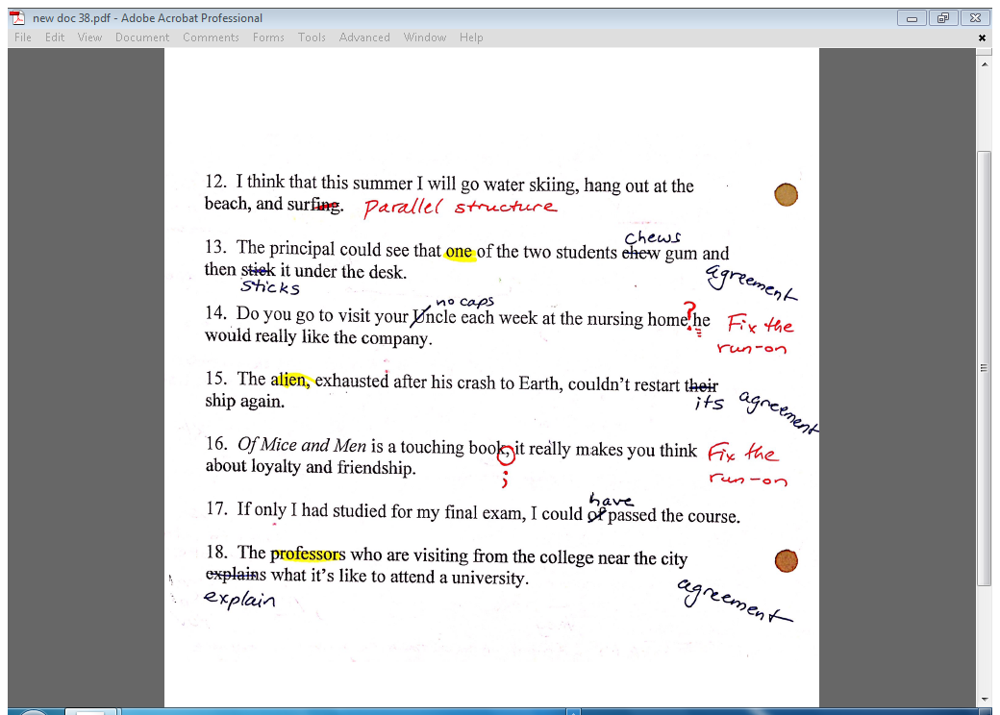 new doc 38.pdf - Adobe Acrobat Professional
File Edit View Document Comments Forms Tools Advanced Window Help
12. I think that this summer I will go water skiing, hang out at the
beach, and surfing. Parallel structure
chews
13. The principal could see that one of the two students chew gum and
then stick it under the desk. agreement
sticks
no caps
14. Do you go to visit your Uncle each week at the nursing home? he Fix the
would really like the company. run-on
15. The alien, exhausted after his crash to Earth, couldn't restart their
ship again. its agreement
16. Of Mice and Men is a touching book, it really makes you think Fix the
about loyalty and friendship. ; run-on
have
17. If only I had studied for my final exam, I could of passed the course.
18. The professors who are visiting from the college near the city
explains what it's like to attend a university. agreement
explain